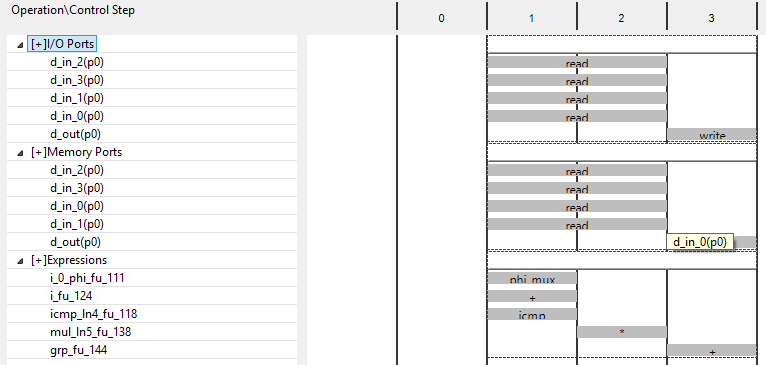 Operation\Control Step 0 1 2 3
[+]I/O Ports
d_in_2(p0) read
d_in_3(p0) read
d_in_1(p0) read
d_in_0(p0) read
d_out(p0) write
[+]Memory Ports
d_in_2(p0) read
d_in_3(p0) read
d_in_0(p0) read
d_in_1(p0) read
d_out(p0) d_in_0(p0)
[+]Expressions
i_0_phi_fu_111 phi_mux
i_fu_124 +
icmp_ln4_fu_118 icmp
mul_ln5_fu_138 *
grp_fu_144 +